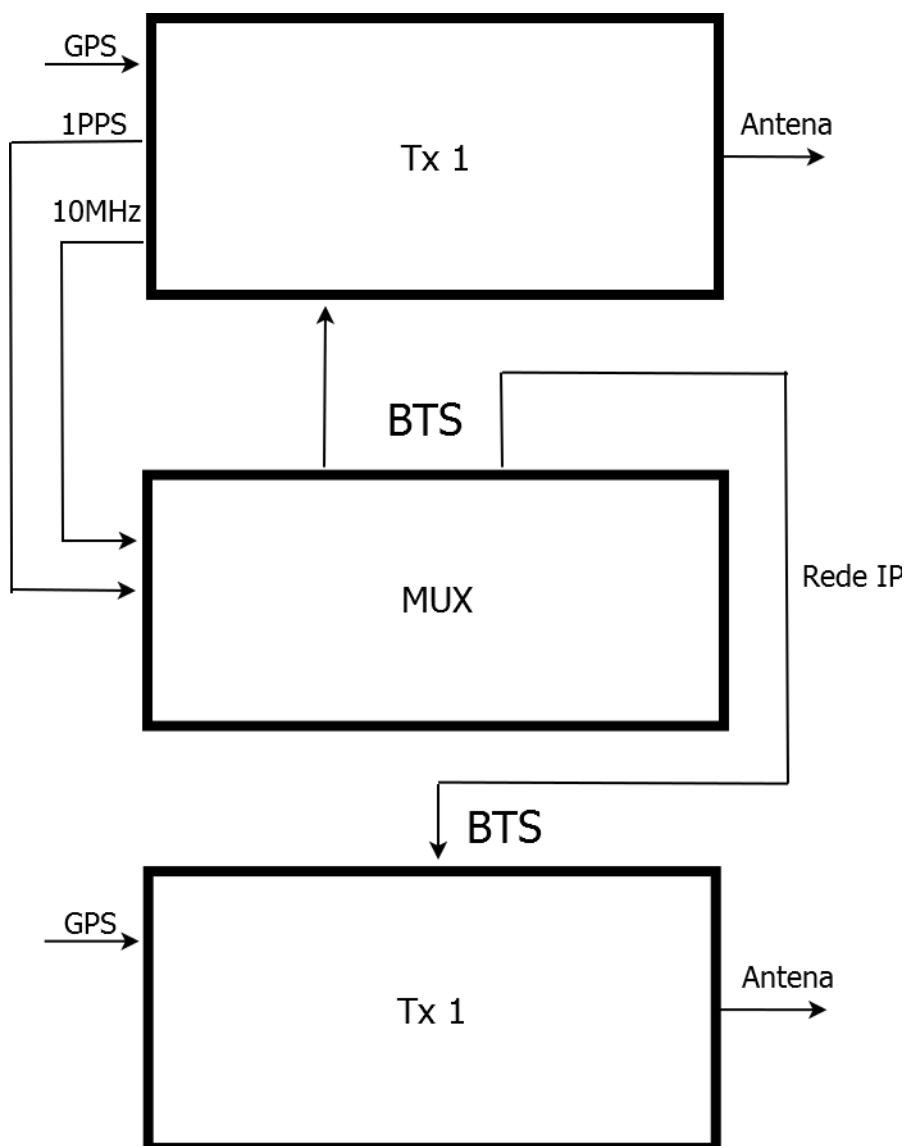 GPS
1PPS
10MHz
Tx 1
Antena
BTS
MUX
Rede IP
BTS
GPS
Tx 1
Antena